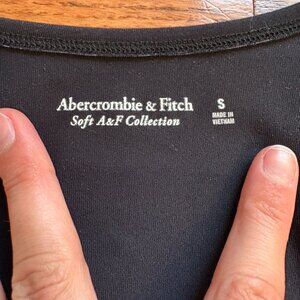 Abercrombie & Fitch
Soft A&F Collection
S
MADE IN
VIETNAM